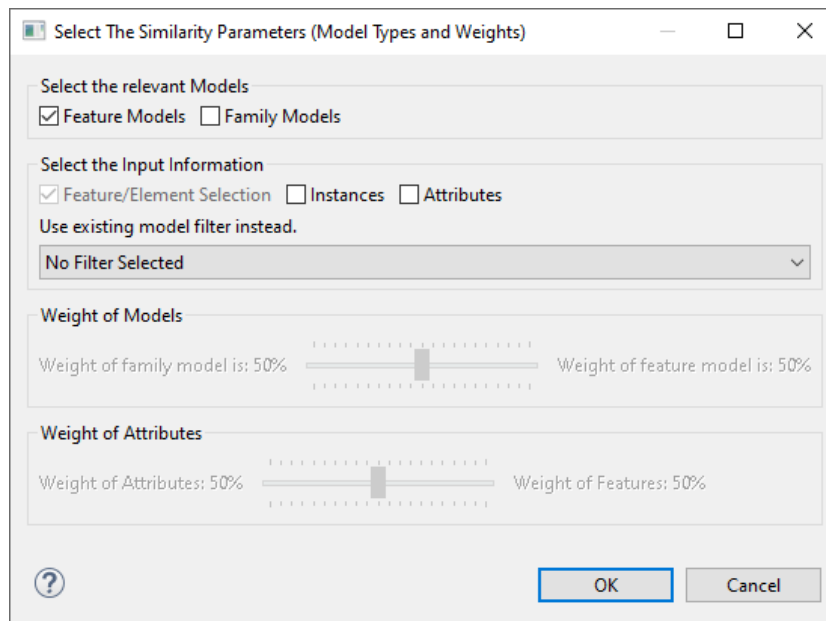 Select The Similarity Parameters (Model Types and Weights)
Select the relevant Models
Feature Models Family Models
Select the Input Information
Feature/Element Selection Instances Attributes
Use existing model filter instead.
No Filter Selected
Weight of Models
Weight of family model is: 50% Weight of feature model is: 50%
Weight of Attributes
Weight of Attributes: 50% Weight of Features: 50%
? OK Cancel